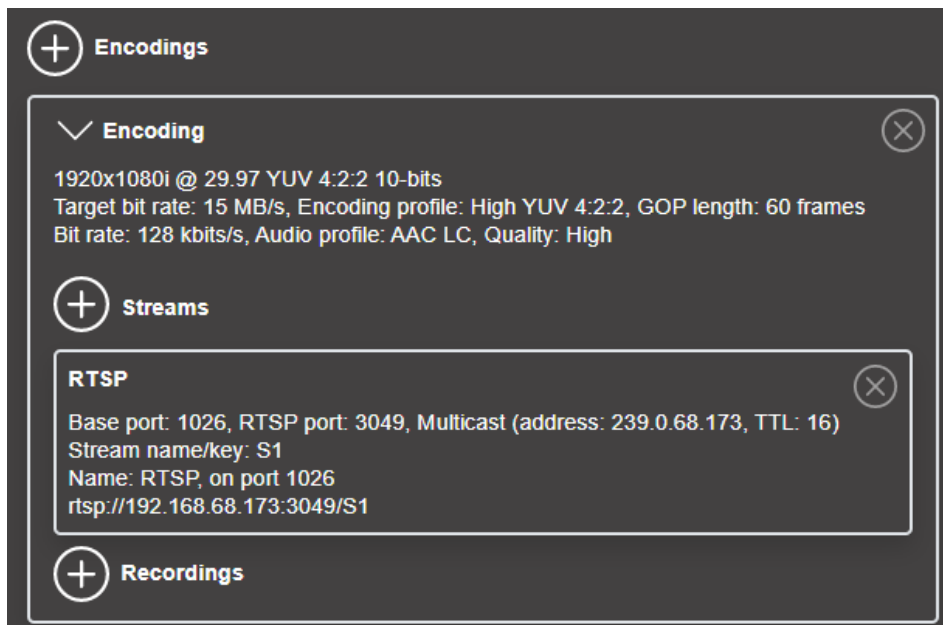 Encodings
Encoding
1920x1080i @ 29.97 YUV 4:2:2 10-bits
Target bit rate: 15 MB/s, Encoding profile: High YUV 4:2:2, GOP length: 60 frames
Bit rate: 128 kbits/s, Audio profile: AAC LC, Quality: High
Streams
RTSP
Base port: 1026, RTSP port: 3049, Multicast (address: 239.0.68.173, TTL: 16)
Stream name/key: S1
Name: RTSP, on port 1026
rtsp://192.168.68.173:3049/S1
Recordings